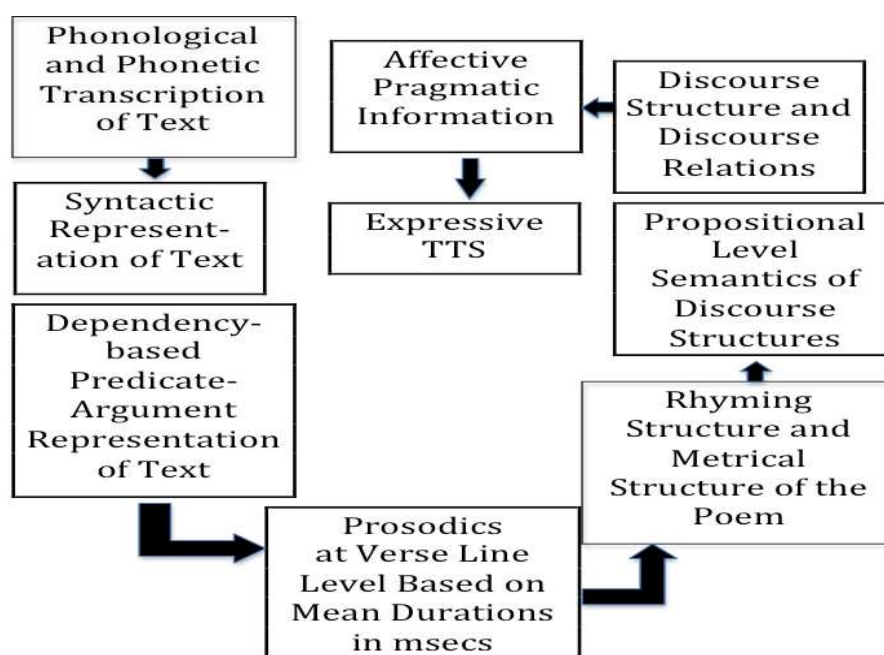 Phonological
and Phonetic
Transcription
of Text
Syntactic
Represent-
ation of Text
Dependency-
based
Predicate-
Argument
Representation
of Text
Prosodics
at Verse Line
Level Based on
Mean Durations
in msecs
Rhyming
Structure and
Metrical
Structure of the
Poem
Propositional
Level
Semantics of
Discourse
Structures
Discourse
Structure and
Discourse
Relations
Affective
Pragmatic
Information
Expressive
TTS